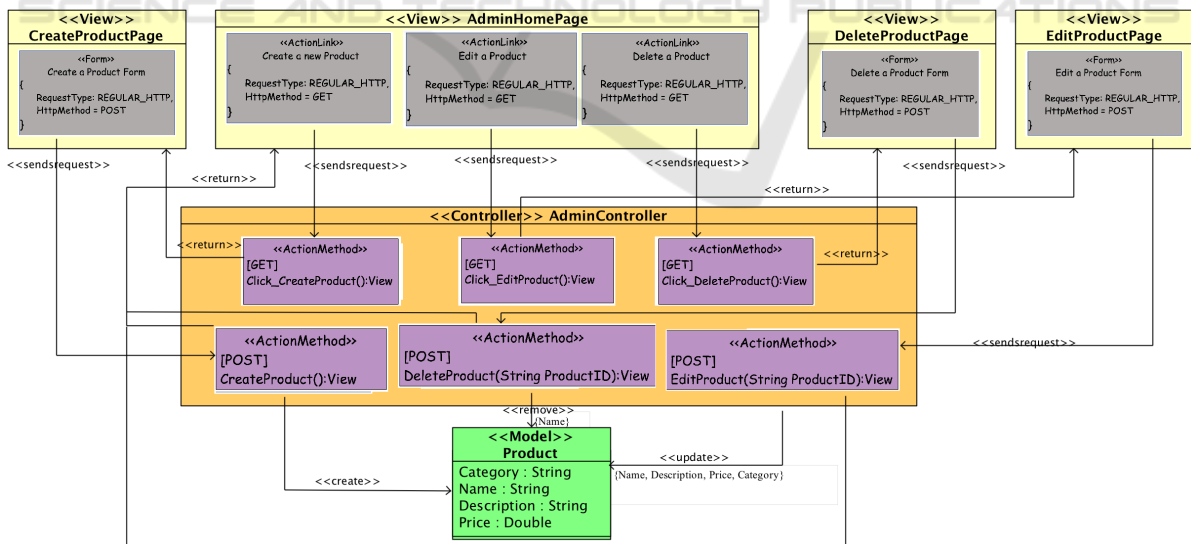 SCIENCE AND TECHNOLOGY PUBLICATIONS
<<View>>
CreateProductPage
<<Form>>
Create a Product Form
{
RequestType: REGULAR_HTTP,
HttpMethod = POST
}
<<View>> AdminHomePage
<<ActionLink>>
Create a new Product
{
RequestType: REGULAR_HTTP,
HttpMethod = GET
}
<<ActionLink>>
Edit a Product
{
RequestType: REGULAR_HTTP,
HttpMethod = GET
}
<<ActionLink>>
Delete a Product
{
RequestType: REGULAR_HTTP,
HttpMethod = GET
}
<<View>>
DeleteProductPage
<<Form>>
Delete a Product Form
{
RequestType: REGULAR_HTTP,
HttpMethod = POST
}
<<View>>
EditProductPage
<<Form>>
Edit a Product Form
{
RequestType: REGULAR_HTTP,
HttpMethod = POST
}
<<sendsrequest>>
<<sendsrequest>>
<<sendsrequest>>
<<sendsrequest>>
<<sendsrequest>>
<<return>>
<<return>>
<<Controller>> AdminController
<<return>>
<<ActionMethod>>
[GET]
Click_CreateProduct():View
<<ActionMethod>>
[GET]
Click_EditProduct():View
<<ActionMethod>>
[GET]
Click_DeleteProduct():View
<<return>>
<<ActionMethod>>
[POST]
CreateProduct():View
<<ActionMethod>>
[POST]
DeleteProduct(String ProductID):View
<<ActionMethod>>
[POST]
EditProduct(String ProductID):View
<<sendsrequest>>
<<remove>>
{Name}
<<Model>>
Product
Category : String
Name : String
Description : String
Price : Double
<<create>>
<<update>>
{Name, Description, Price, Category}